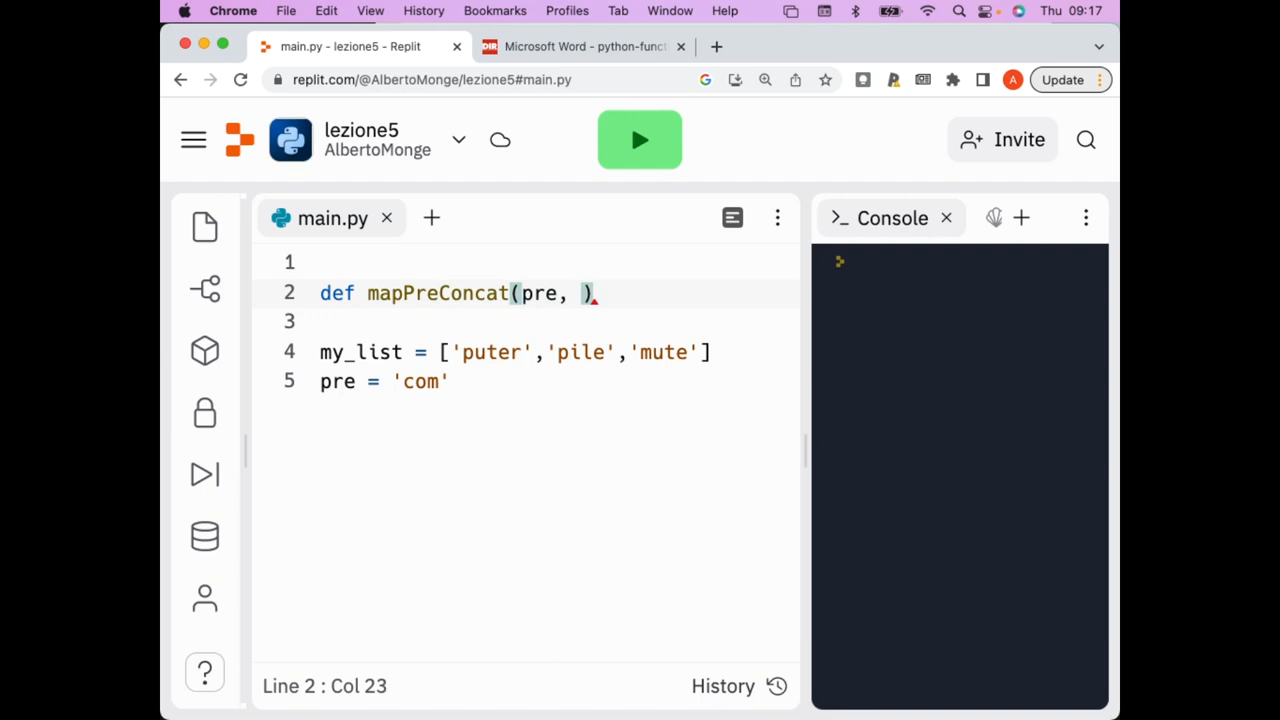 Chrome File Edit View History Bookmarks Profiles Tab Window Help Thu 09:17
main.py - lezione5 - Replit Microsoft Word - python-funct
replit.com/@AlbertoMonge/lezione5#main.py A Update
lezione5
AlbertoMonge
Invite
main.py
>_ Console
1
2 def mapPreConcat(pre, )
3
4 my_list = ['puter','pile','mute']
5 pre = 'com'
?
Line 2 : Col 23
History